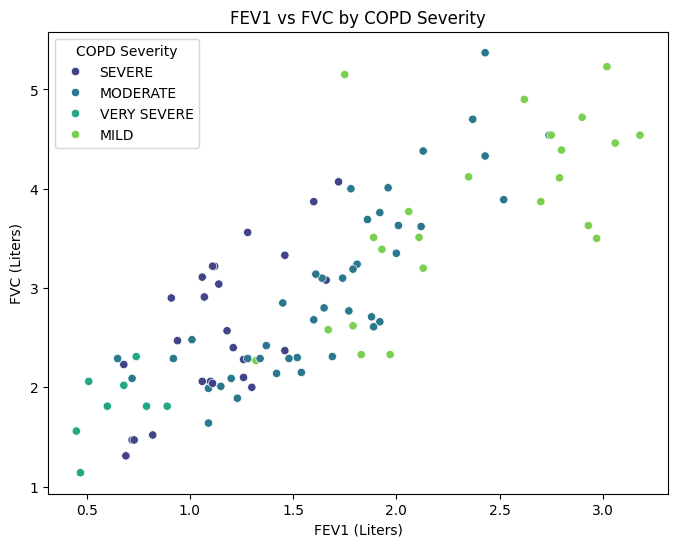 FEV1 vs FVC by COPD Severity
COPD Severity
SEVERE
MODERATE
VERY SEVERE
MILD
FVC (Liters)
5
4
3
2
1
0.5 1.0 1.5 2.0 2.5 3.0
FEV1 (Liters)